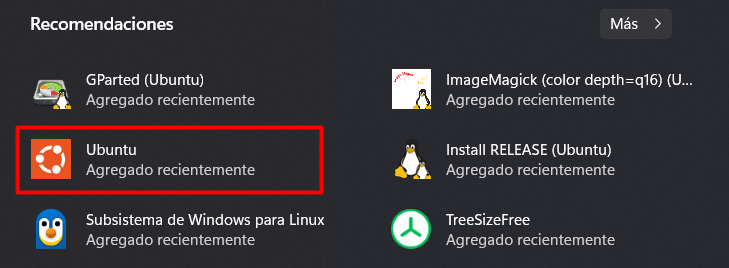 Recomendaciones
Más
GParted (Ubuntu)
Agregado recientemente
ImageMagick (color depth=q16) (U...
Agregado recientemente
Ubuntu
Agregado recientemente
Install RELEASE (Ubuntu)
Agregado recientemente
Subsistema de Windows para Linux
Agregado recientemente
TreeSizeFree
Agregado recientemente